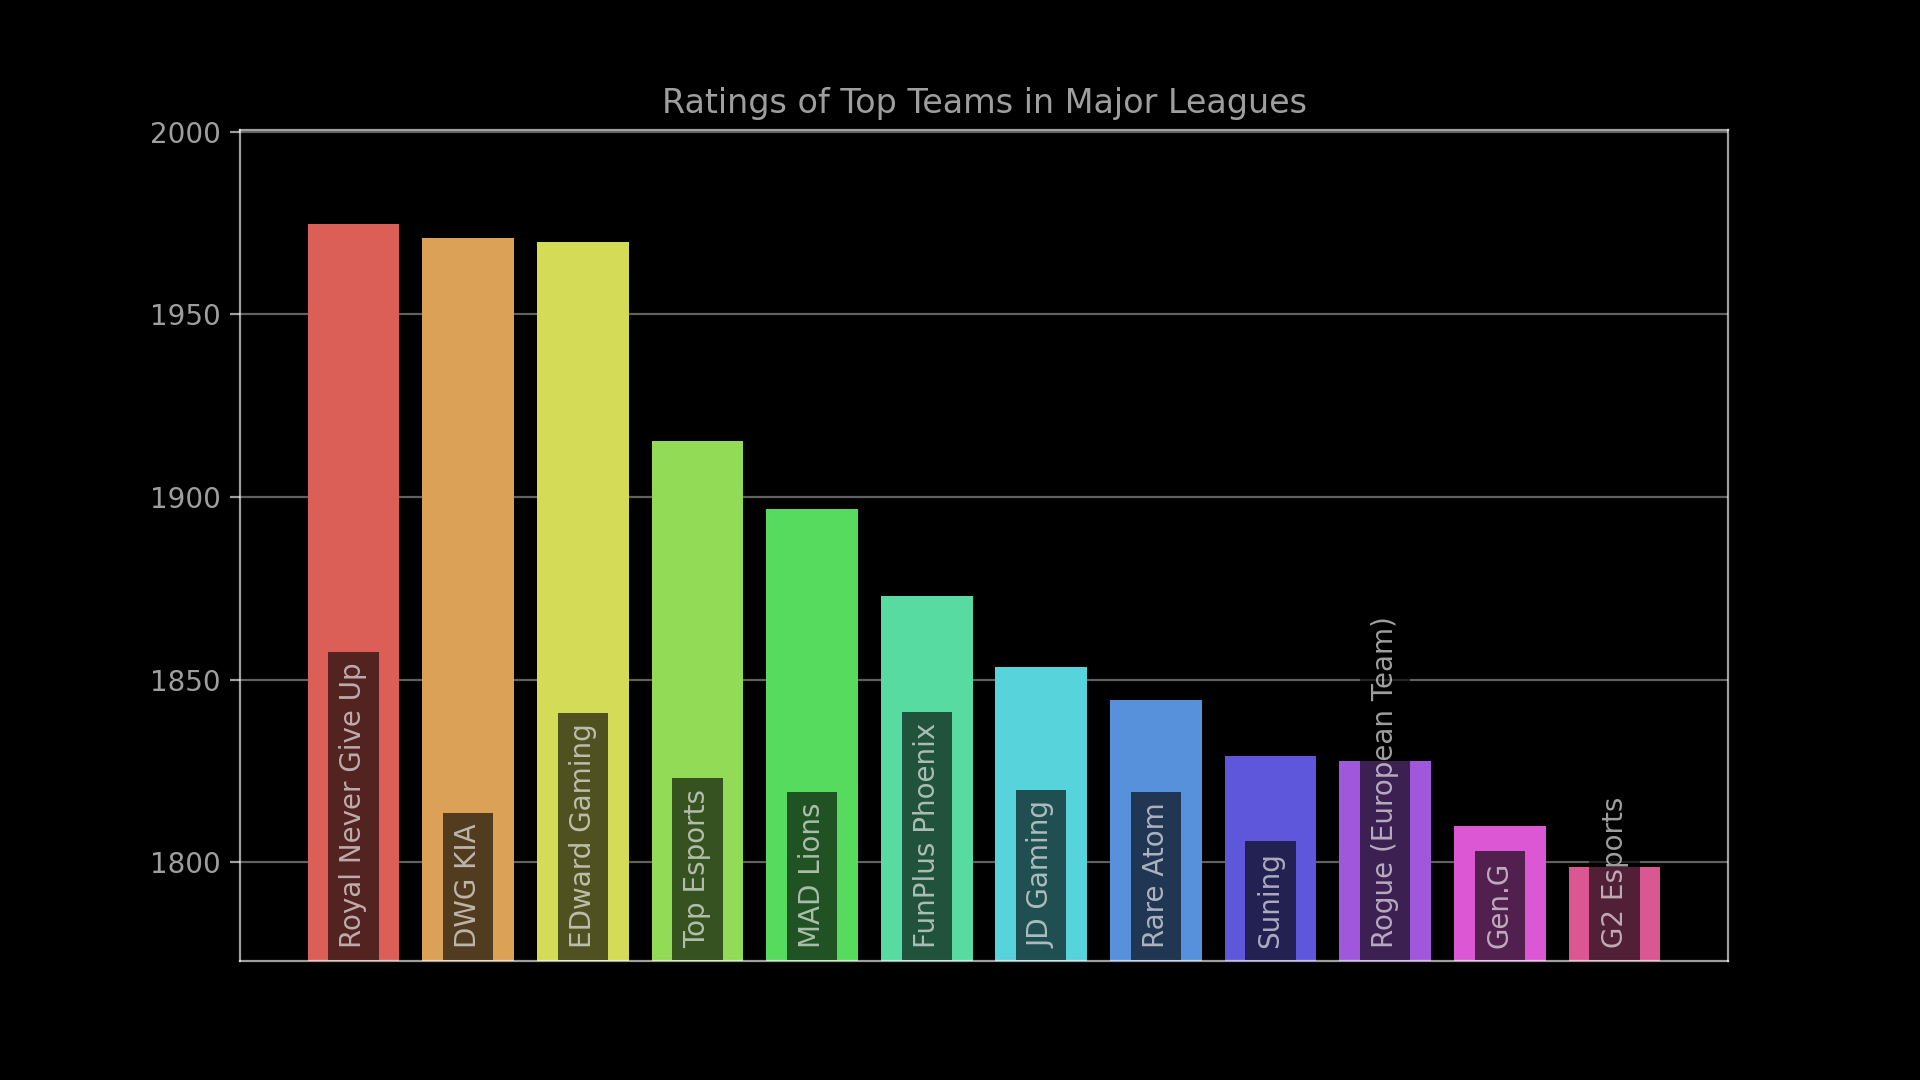 Ratings of Top Teams in Major Leagues
2000
1950
1900
1850
1800
Royal Never Give Up
DWG KIA
EDward Gaming
Top Esports
MAD Lions
FunPlus Phoenix
JD Gaming
Rare Atom
Suning
Rogue (European Team)
Gen.G
G2 Esports